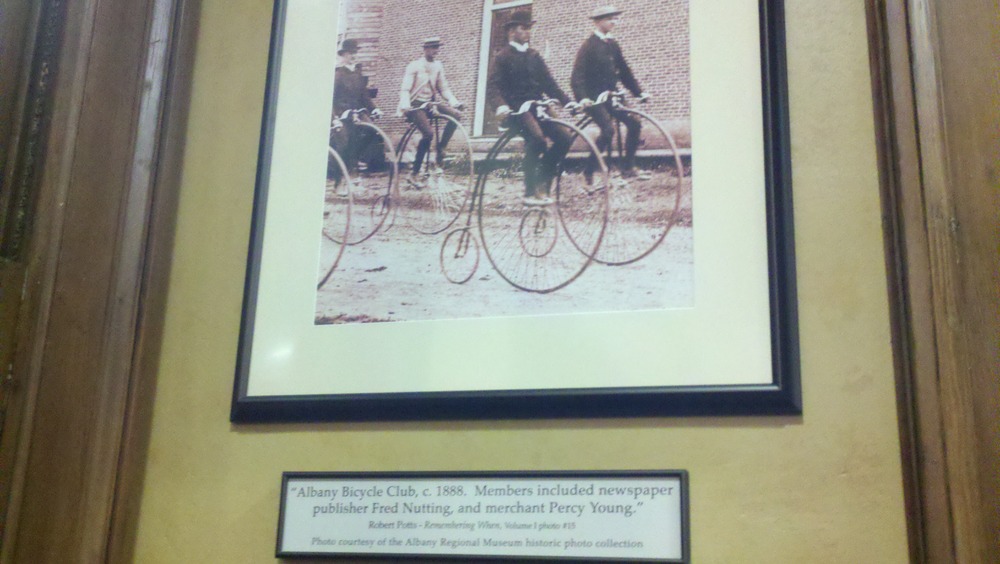 "Albany Bicycle Club, c. 1888. Members included newspaper
publisher Fred Nutting, and merchant Percy Young."
Robert Potts - Remembering When, Volume I photo #15
Photo courtesy of the Albany Regional Museum historic photo collection